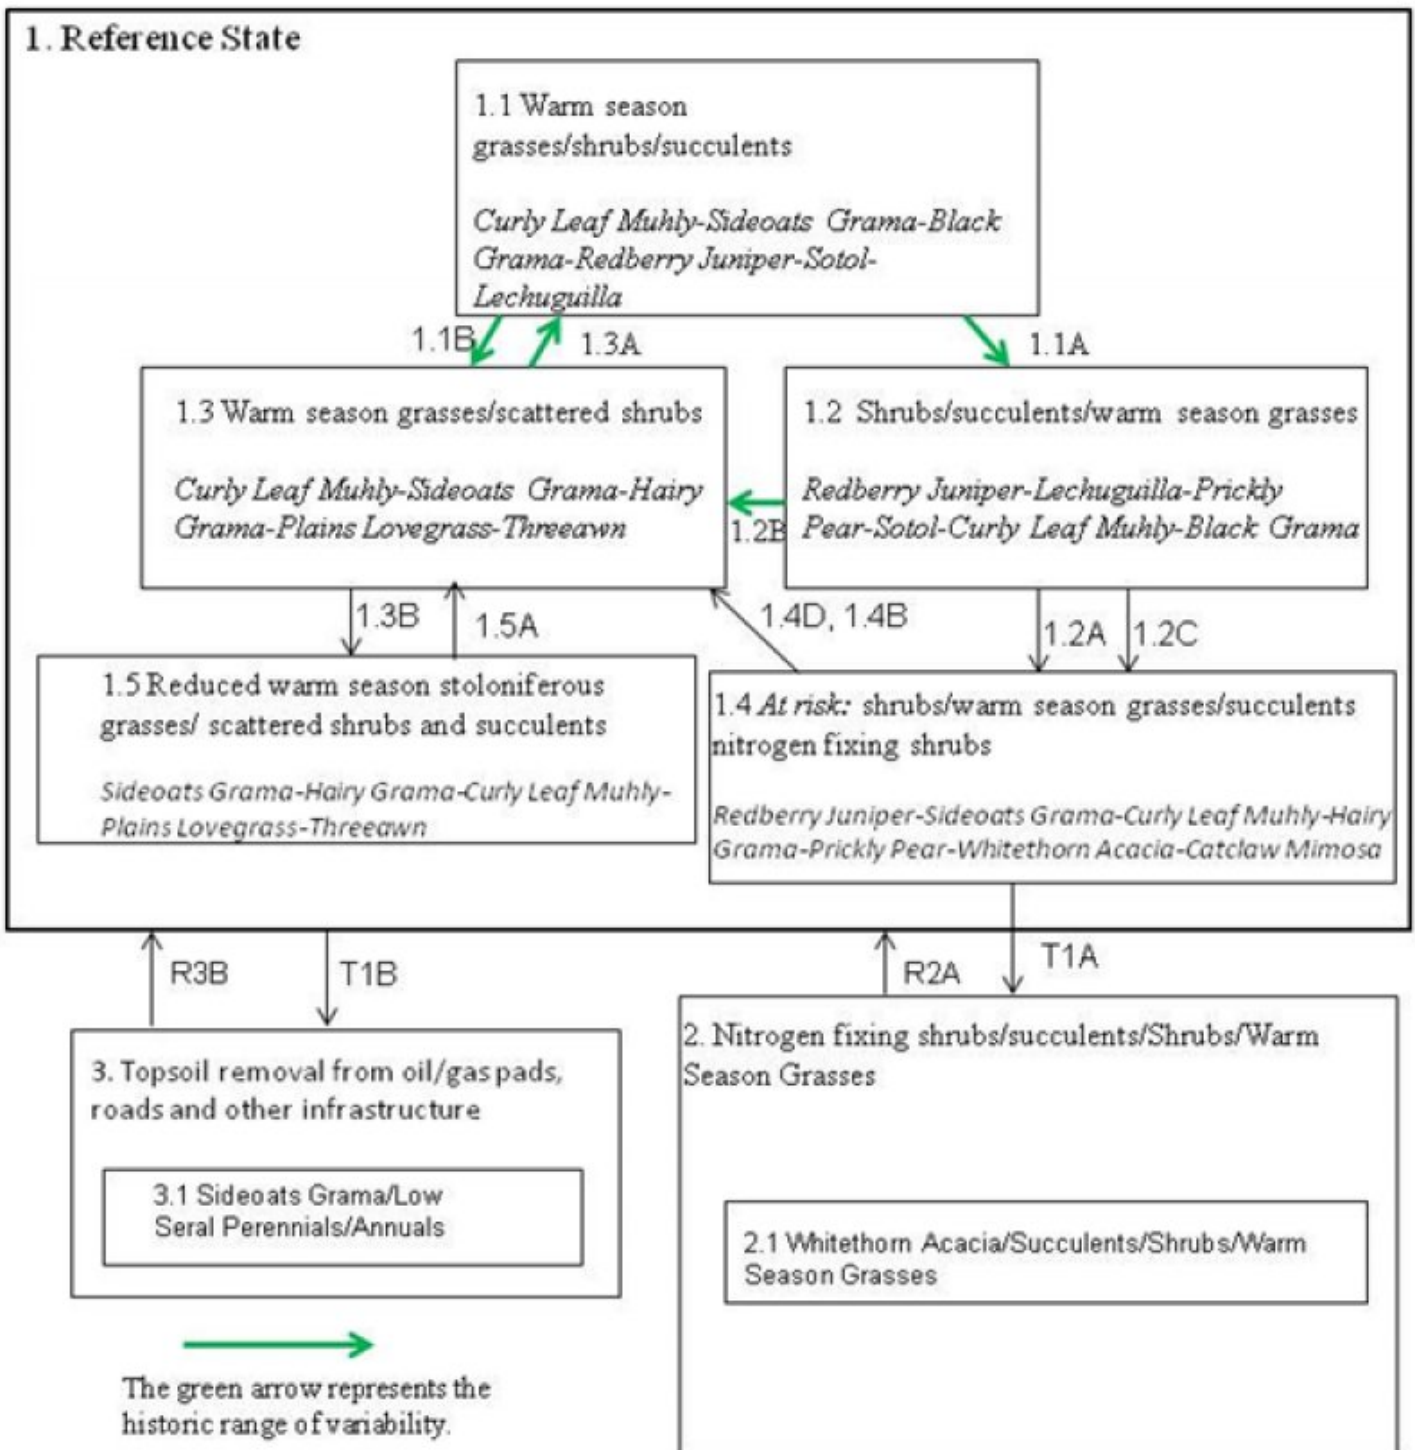 1. Reference State
1.1 Warm season
grasses/shrubs/succulents
Curly Leaf Muhly-Sideoats Grama-Black
Grama-Redberry Juniper-Sotol-
Lechuguilla
1.1B
1.3A
1.1A
1.3 Warm season grasses/scattered shrubs
Curly Leaf Muhly-Sideoats Grama-Hairy
Grama-Plains Lovegrass-Threeawn
1.2B
1.2 Shrubs/succulents/warm season grasses
Redberry Juniper-Lechuguilla-Prickly
Pear-Sotol-Curly Leaf Muhly-Black Grama
1.3B
1.5A
1.4D, 1.4B
1.2A
1.2C
1.5 Reduced warm season stoloniferous
grasses/ scattered shrubs and succulents
Sideoats Grama-Hairy Grama-Curly Leaf Muhly-
Plains Lovegrass-Threeawn
1.4 At risk: shrubs/warm season grasses/succulents
nitrogen fixing shrubs
Redberry Juniper-Sideoats Grama-Curly Leaf Muhly-Hairy
Grama-Prickly Pear-Whitethorn Acacia-Catclaw Mimosa
R3B
T1B
R2A
T1A
3. Topsoil removal from oil/gas pads,
roads and other infrastructure
3.1 Sideoats Grama/Low
Seral Perennials/Annuals
2. Nitrogen fixing shrubs/succulents/Shrubs/Warm
Season Grasses
2.1 Whitethorn Acacia/Succulents/Shrubs/Warm
Season Grasses
The green arrow represents the
historic range of variability.